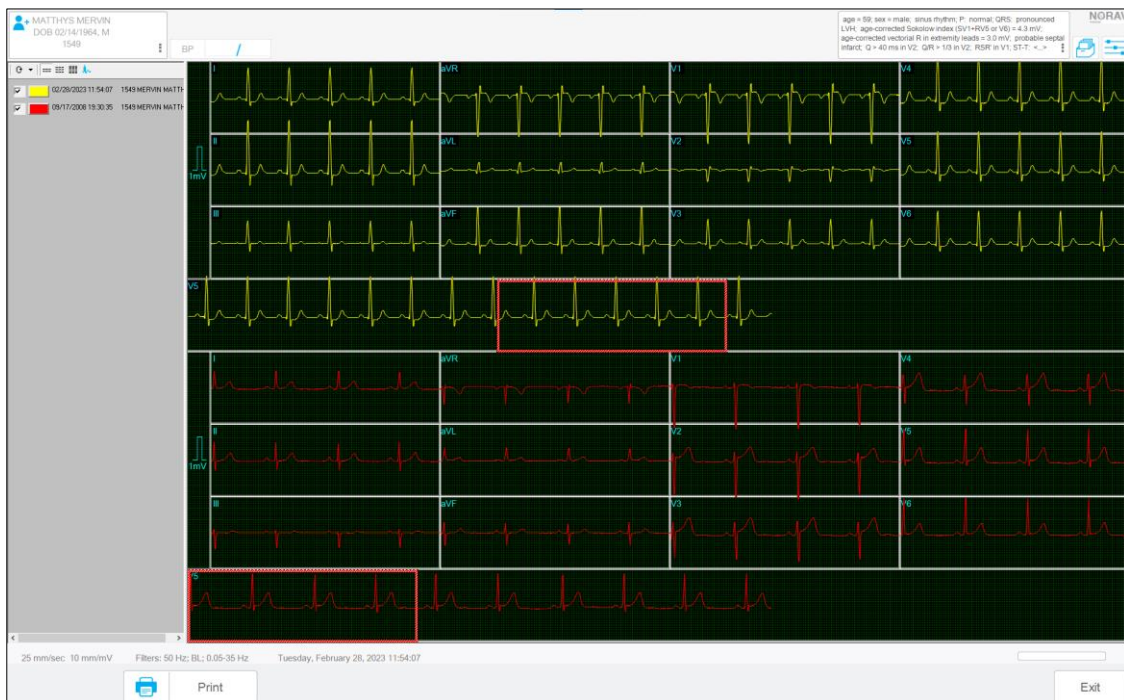 MATTHYS MERVIN
DOB 02/14/1964, M
1549
BP /
age = 59; sex = male; sinus rhythm, P: normal; QRS: pronounced
LVH; age-corrected Sokolow index (SV1+RV5 or V6) = 4.3 mV;
age-corrected vectorial R in extremity leads = 3.0 mV; probable septal
infarct; Q > 40 ms in V2; Q/R > 1/3 in V2; RSR' in V1; ST-T: <...>
NORAV
02/28/2023 11:54:07 1549 MERVIN MATTH
09/17/2008 19:30:35 1549 MERVIN MATTH
I aVR V1 V4
II aVL V2 V5
1mV
III aVF V3 V6
V5
I aVR V1 V4
II aVL V2 V5
1mV
III aVF V3 V6
V5
25 mm/sec 10 mm/mV Filters: 50 Hz; BL; 0.05-35 Hz Tuesday, February 28, 2023 11:54:07
Print
Exit